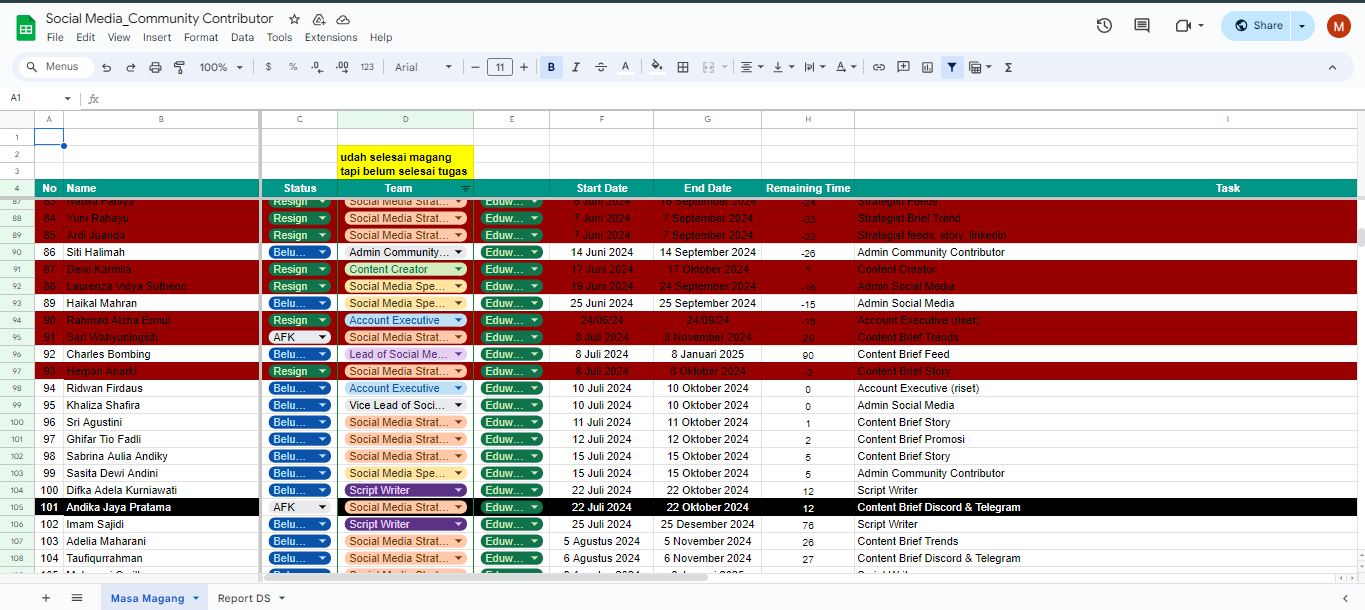 Social Media_Community Contributor
File Edit View Insert Format Data Tools Extensions Help
Share
M
Menus 100% $ % .0 .00 123 Arial 11 B I A
A1 fx
A B C D E F G H I
1
2 udah selesai magang
3 tapi belum selesai tugas
4 No Name Status Team Start Date End Date Remaining Time Task
88 84 Yuni Rahayu Resign Social Media Strat... Eduw... 7 Juni 2024 7 September 2024 -33 Strategist Brief Trend
89 85 Ardi Juanda Resign Social Media Strat... Eduw... 7 Juni 2024 7 September 2024 -33 Strategist feeds, story, linkedin
90 86 Siti Halimah Belu... Admin Community... Eduw... 14 Juni 2024 14 September 2024 -26 Admin Community Contributor
91 87 Dewi Karmila Resign Content Creator Eduw... 17 Juni 2024 17 Oktober 2024 7 Content Creator
92 88 Laurenza Vidya Sutheno Resign Social Media Spe... Eduw... 19 Juni 2024 24 September 2024 -16 Admin Social Media
93 89 Haikal Mahran Belu... Social Media Spe... Eduw... 25 Juni 2024 25 September 2024 -15 Admin Social Media
94 90 Rahmad Aizha Ermul Resign Account Executive Eduw... 24/06/24 24/09/24 -16 Account Executive (riset)
95 91 San Wahyuningsih AFK Social Media Strat... Eduw... 8 Juli 2024 8 November 2024 29 Content Brief Trends
96 92 Charles Bombing Belu... Lead of Social Me... Eduw... 8 Juli 2024 8 Januari 2025 90 Content Brief Feed
97 93 Herpan Anarki Resign Social Media Strat... Eduw... 8 Juli 2024 8 Oktober 2024 -2 Content Brief Story
98 94 Ridwan Firdaus Belu... Account Executive Eduw... 10 Juli 2024 10 Oktober 2024 0 Account Executive (riset)
99 95 Khaliza Shafira Belu... Vice Lead of Soci... Eduw... 10 Juli 2024 10 Oktober 2024 0 Admin Social Media
100 96 Sri Agustini Belu... Social Media Strat... Eduw... 11 Juli 2024 11 Oktober 2024 1 Content Brief Story
101 97 Ghifar Tio Fadli Belu... Social Media Strat... Eduw... 12 Juli 2024 12 Oktober 2024 2 Content Brief Promosi
102 98 Sabrina Aulia Andiky Belu... Social Media Strat... Eduw... 15 Juli 2024 15 Oktober 2024 5 Content Brief Story
103 99 Sasita Dewi Andini Belu... Social Media Spe... Eduw... 15 Juli 2024 15 Oktober 2024 5 Admin Community Contributor
104 100 Difka Adela Kurniawati Belu... Script Writer Eduw... 22 Juli 2024 22 Oktober 2024 12 Script Writer
105 101 Andika Jaya Pratama AFK Social Media Strat... Eduw... 22 Juli 2024 22 Oktober 2024 12 Content Brief Discord & Telegram
106 102 Imam Sajidi Belu... Script Writer Eduw... 25 Juli 2024 25 Desember 2024 76 Script Writer
107 103 Adelia Maharani Belu... Social Media Strat... Eduw... 5 Agustus 2024 5 November 2024 26 Content Brief Trends
108 104 Taufiqurrahman Belu... Social Media Strat... Eduw... 6 Agustus 2024 6 November 2024 27 Content Brief Discord & Telegram
Masa Magang Report DS